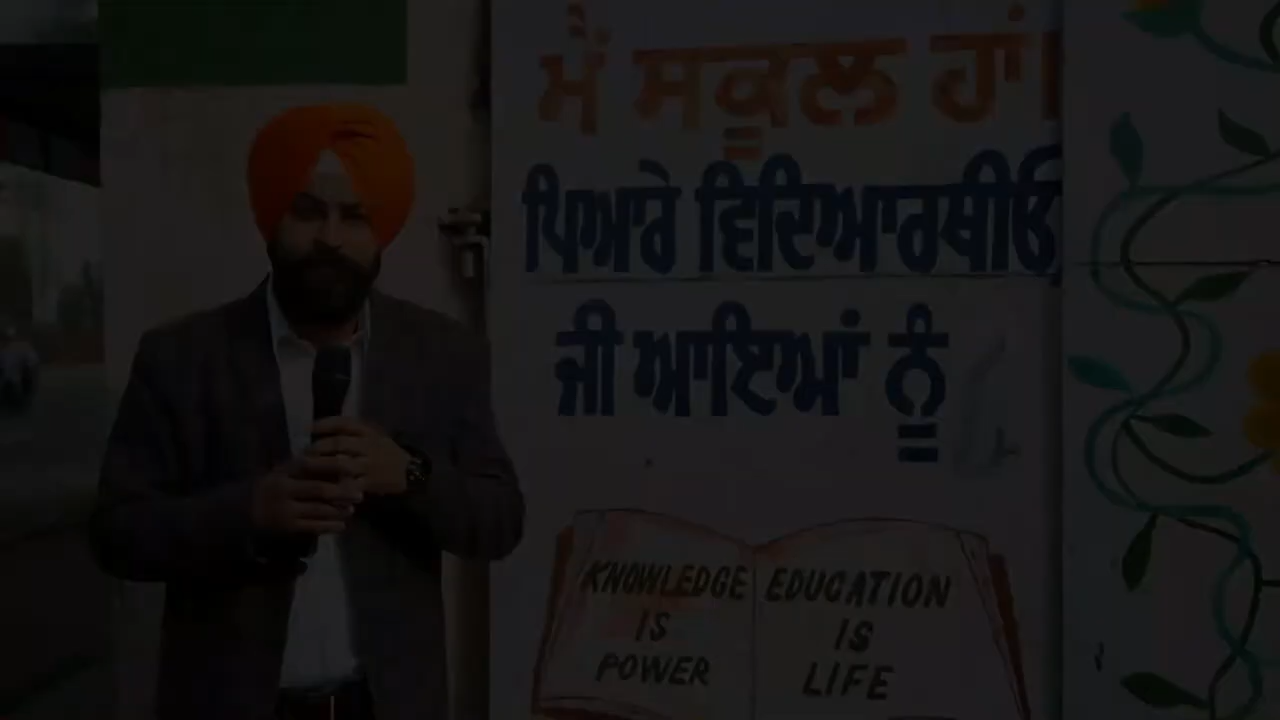 ਮੈਂ ਸਕੂਲ ਹਾਂ।
ਪਿਆਰੇ ਵਿਦਿਆਰਥੀਓ
ਜੀ ਆਇਆਂ ਨੂੰ
KNOWLEDGE
IS
POWER
EDUCATION
IS
LIFE